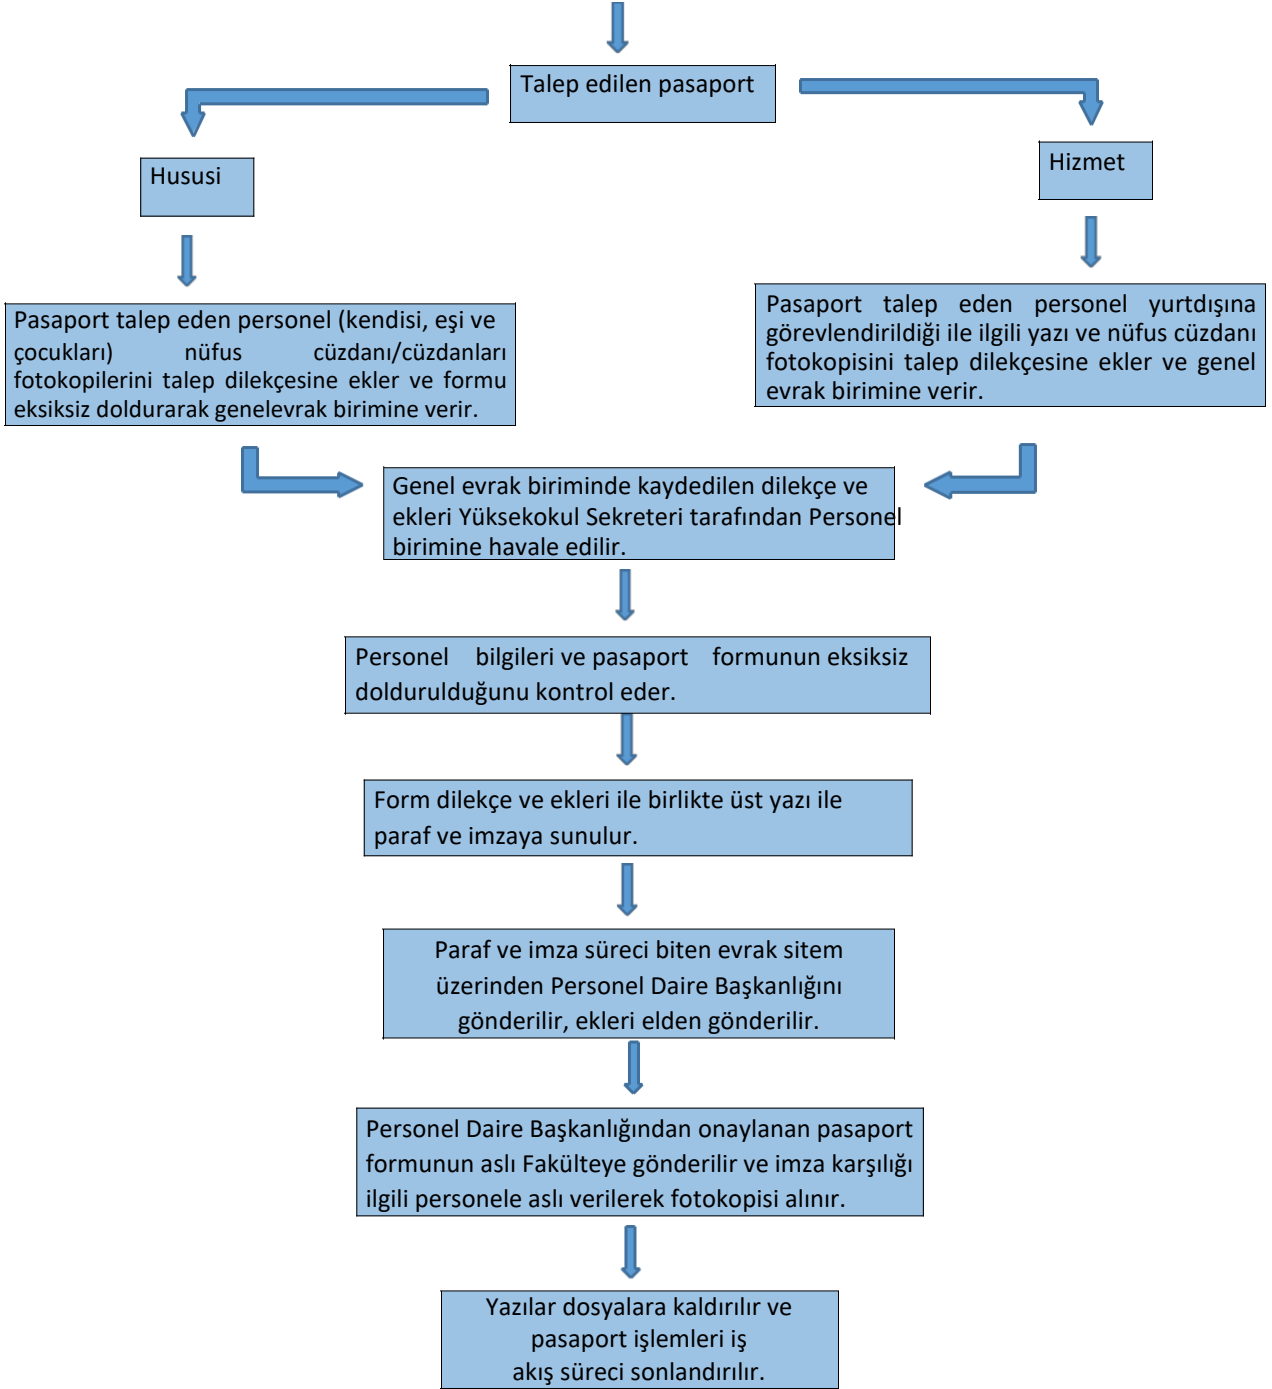 Talep edilen pasaport
Hususi
Hizmet
Pasaport talep eden personel (kendisi, eşi ve
çocukları) nüfus cüzdanı/cüzdanları
fotokopilerini talep dilekçesine ekler ve formu
eksiksiz doldurarak genelevrak birimine verir.
Pasaport talep eden personel yurtdışına
görevlendirildiği ile ilgili yazı ve nüfus cüzdanı
fotokopisini talep dilekçesine ekler ve genel
evrak birimine verir.
Genel evrak biriminde kaydedilen dilekçe ve
ekleri Yüksekokul Sekreteri tarafından Personel
birimine havale edilir.
Personel bilgileri ve pasaport formunun eksiksiz
doldurulduğunu kontrol eder.
Form dilekçe ve ekleri ile birlikte üst yazı ile
paraf ve imzaya sunulur.
Paraf ve imza süreci biten evrak sitem
üzerinden Personel Daire Başkanlığını
gönderilir, ekleri elden gönderilir.
Personel Daire Başkanlığından onaylanan pasaport
formunun aslı Fakülteye gönderilir ve imza karşılığı
ilgili personele aslı verilerek fotokopisi alınır.
Yazılar dosyalara kaldırılır ve
pasaport işlemleri iş
akış süreci sonlandırılır.